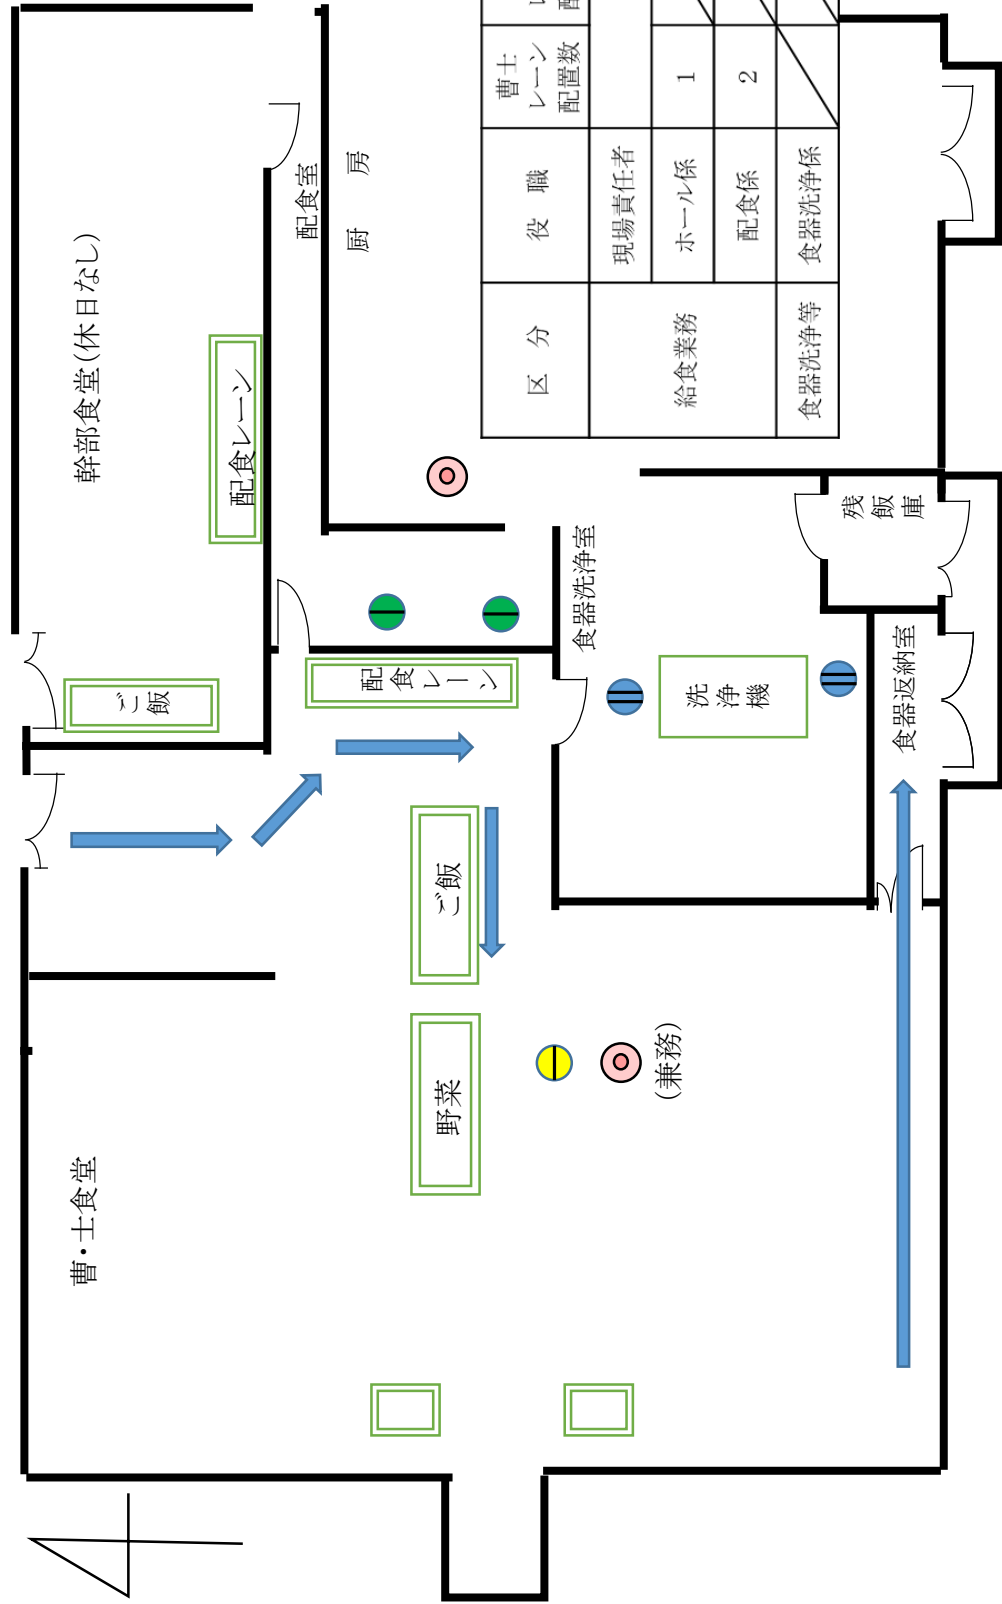 幹部食堂(休日なし)
配食レーン
ご飯
配食室
厨房
配食レーン
食器洗浄室
洗浄機
残飯庫
食器返納室
ご飯
野菜
(兼務)
曹・士食堂
区分 役職 曹士レーン配置数
給食業務 現場責任者
ホール係 1
配食係 2
食器洗浄等 食器洗浄係